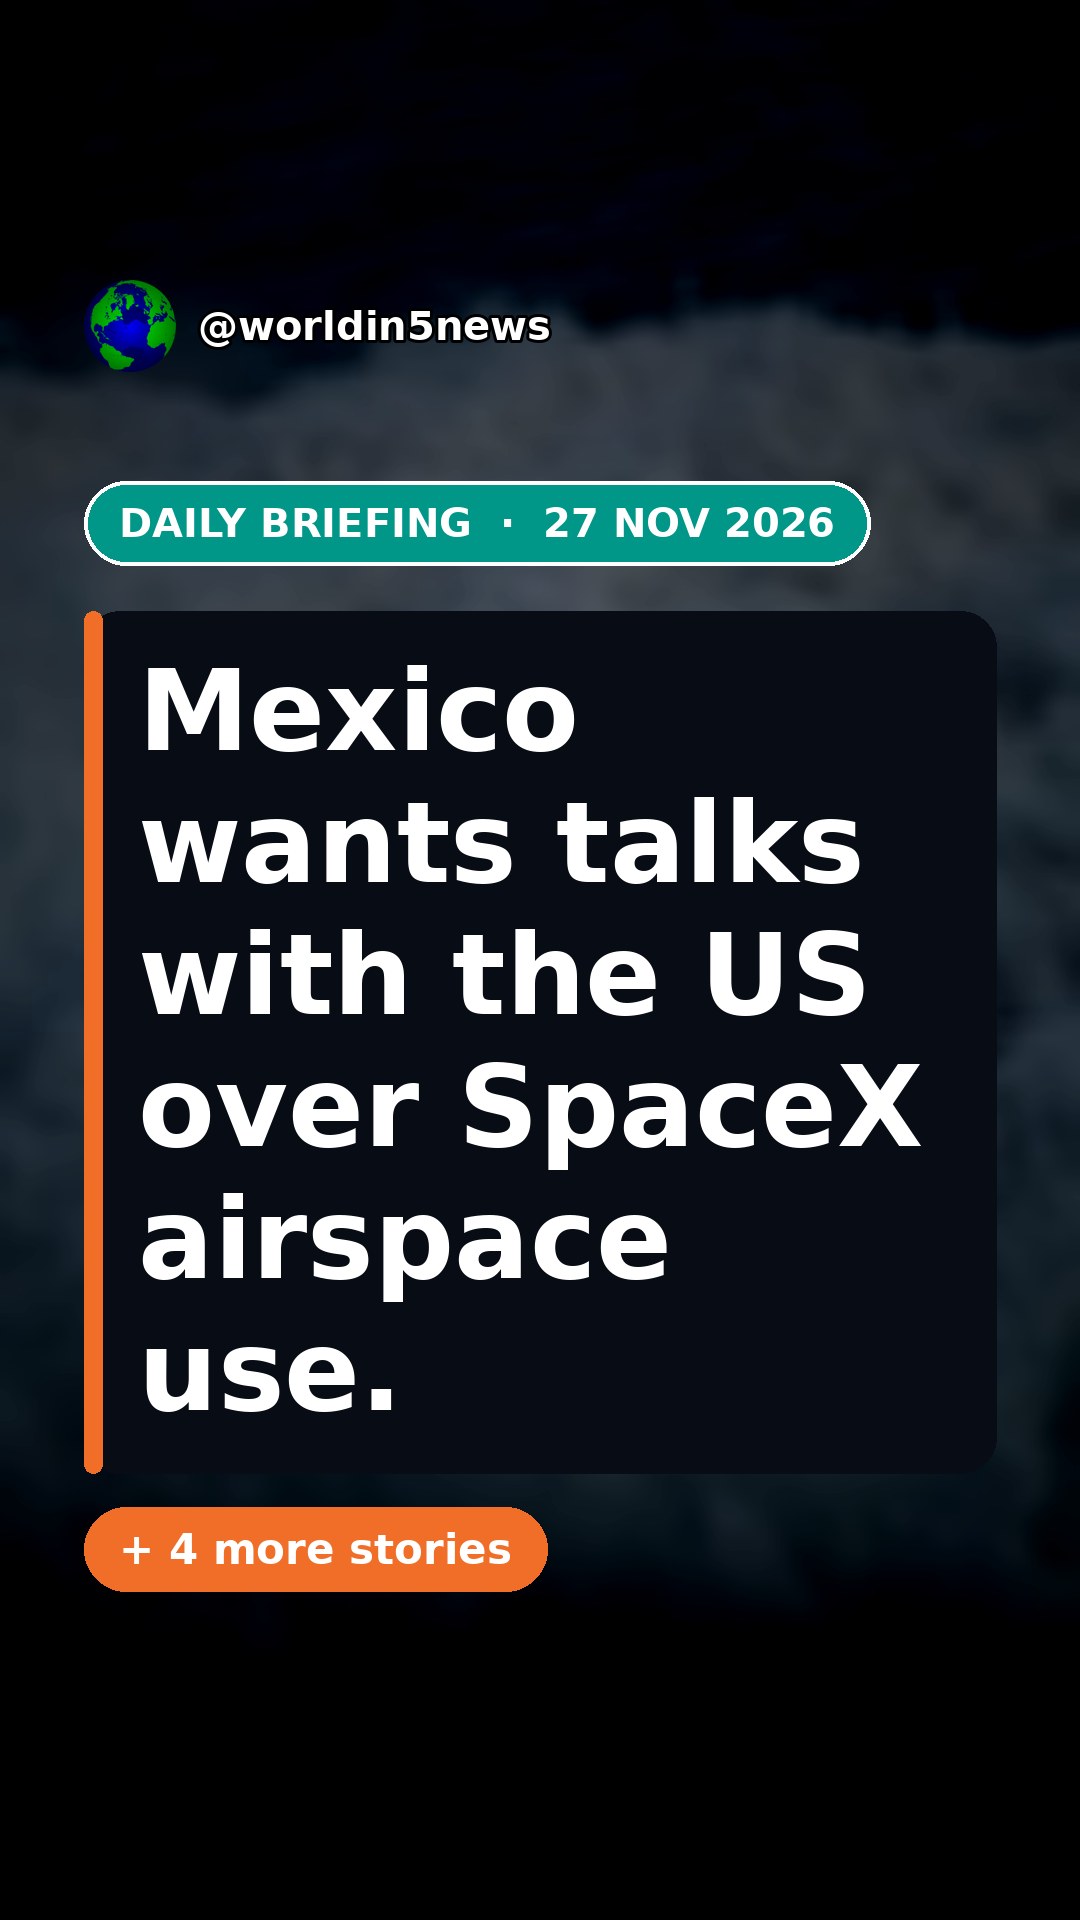 @worldin5news
DAILY BRIEFING · 27 NOV 2026
Mexico
wants talks
with the US
over SpaceX
airspace
use.
+ 4 more stories